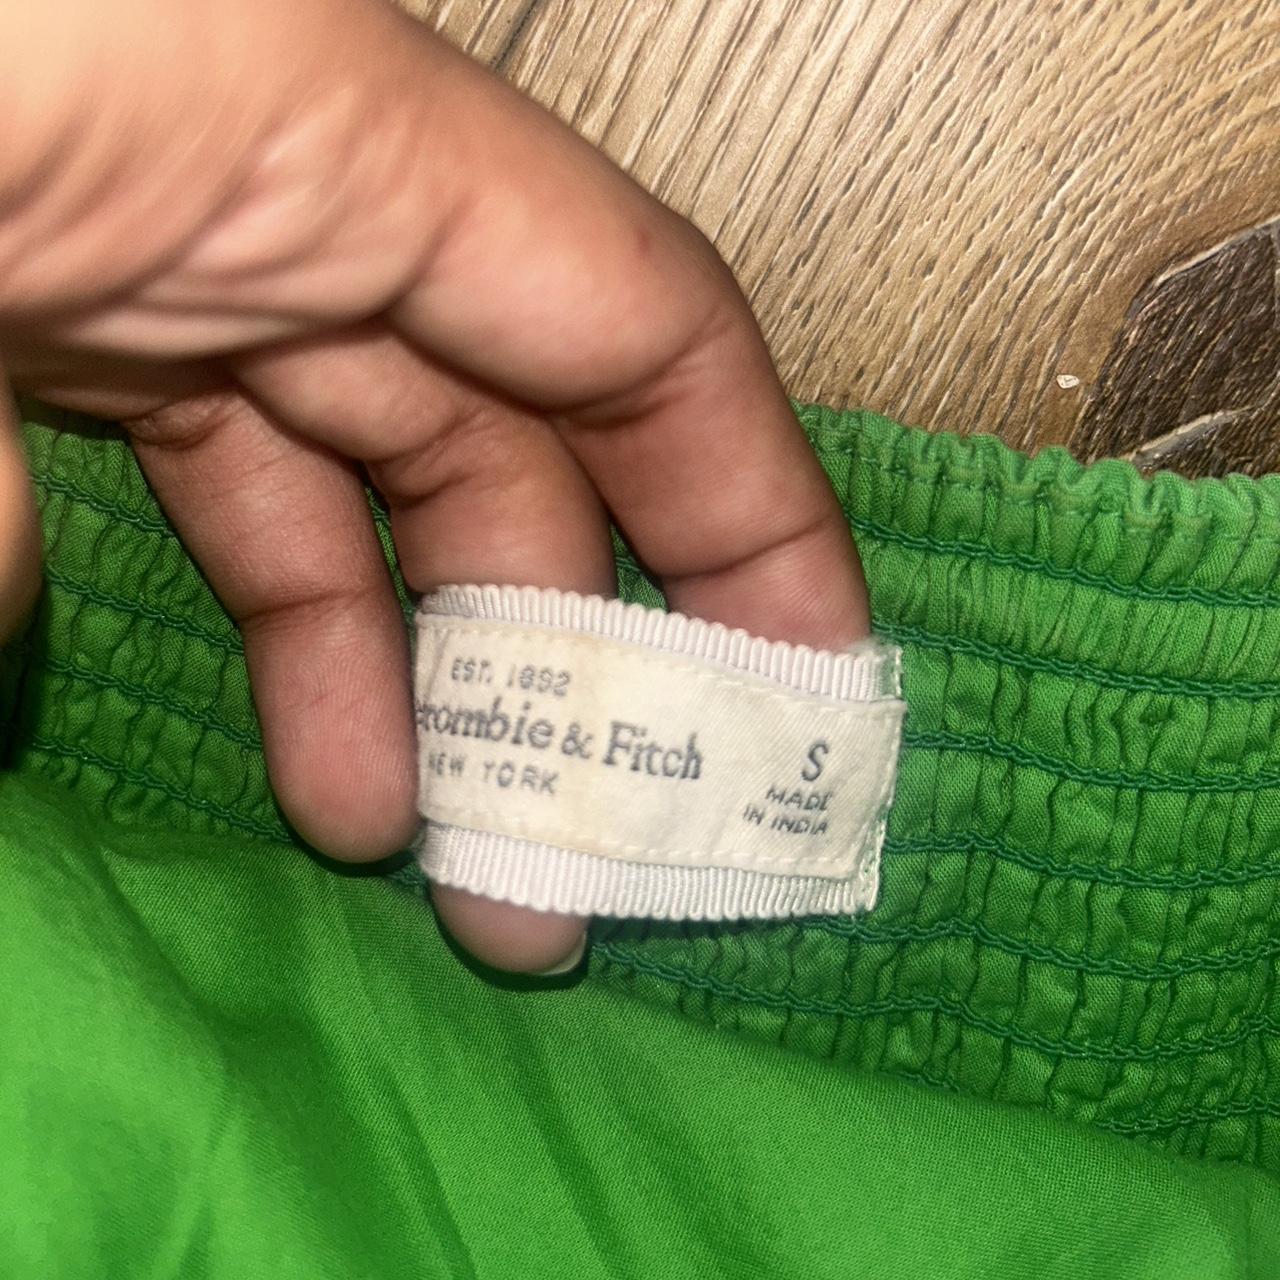 EST. 1892
crombie & Fitch
NEW YORK
S
MADE
IN INDIA